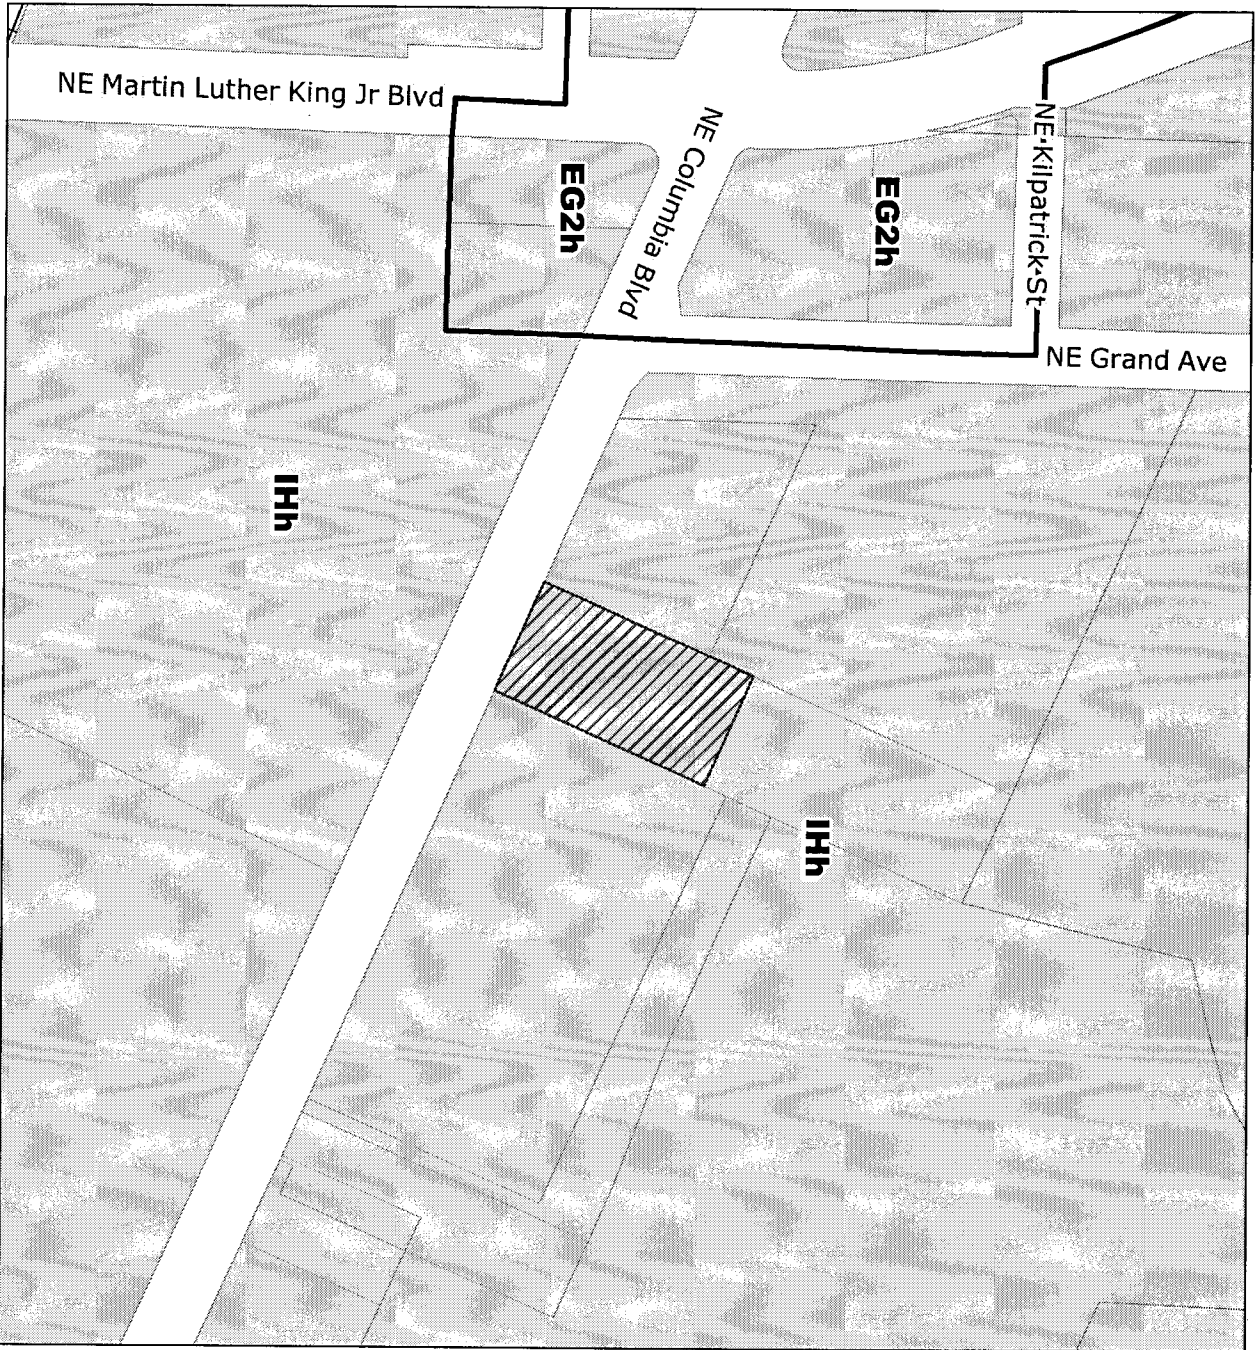 NE Martin Luther King Jr Blvd
NE Columbia Blvd
NE Kilpatrick St
EG2h
EG2h
NE Grand Ave
IHh
IHh